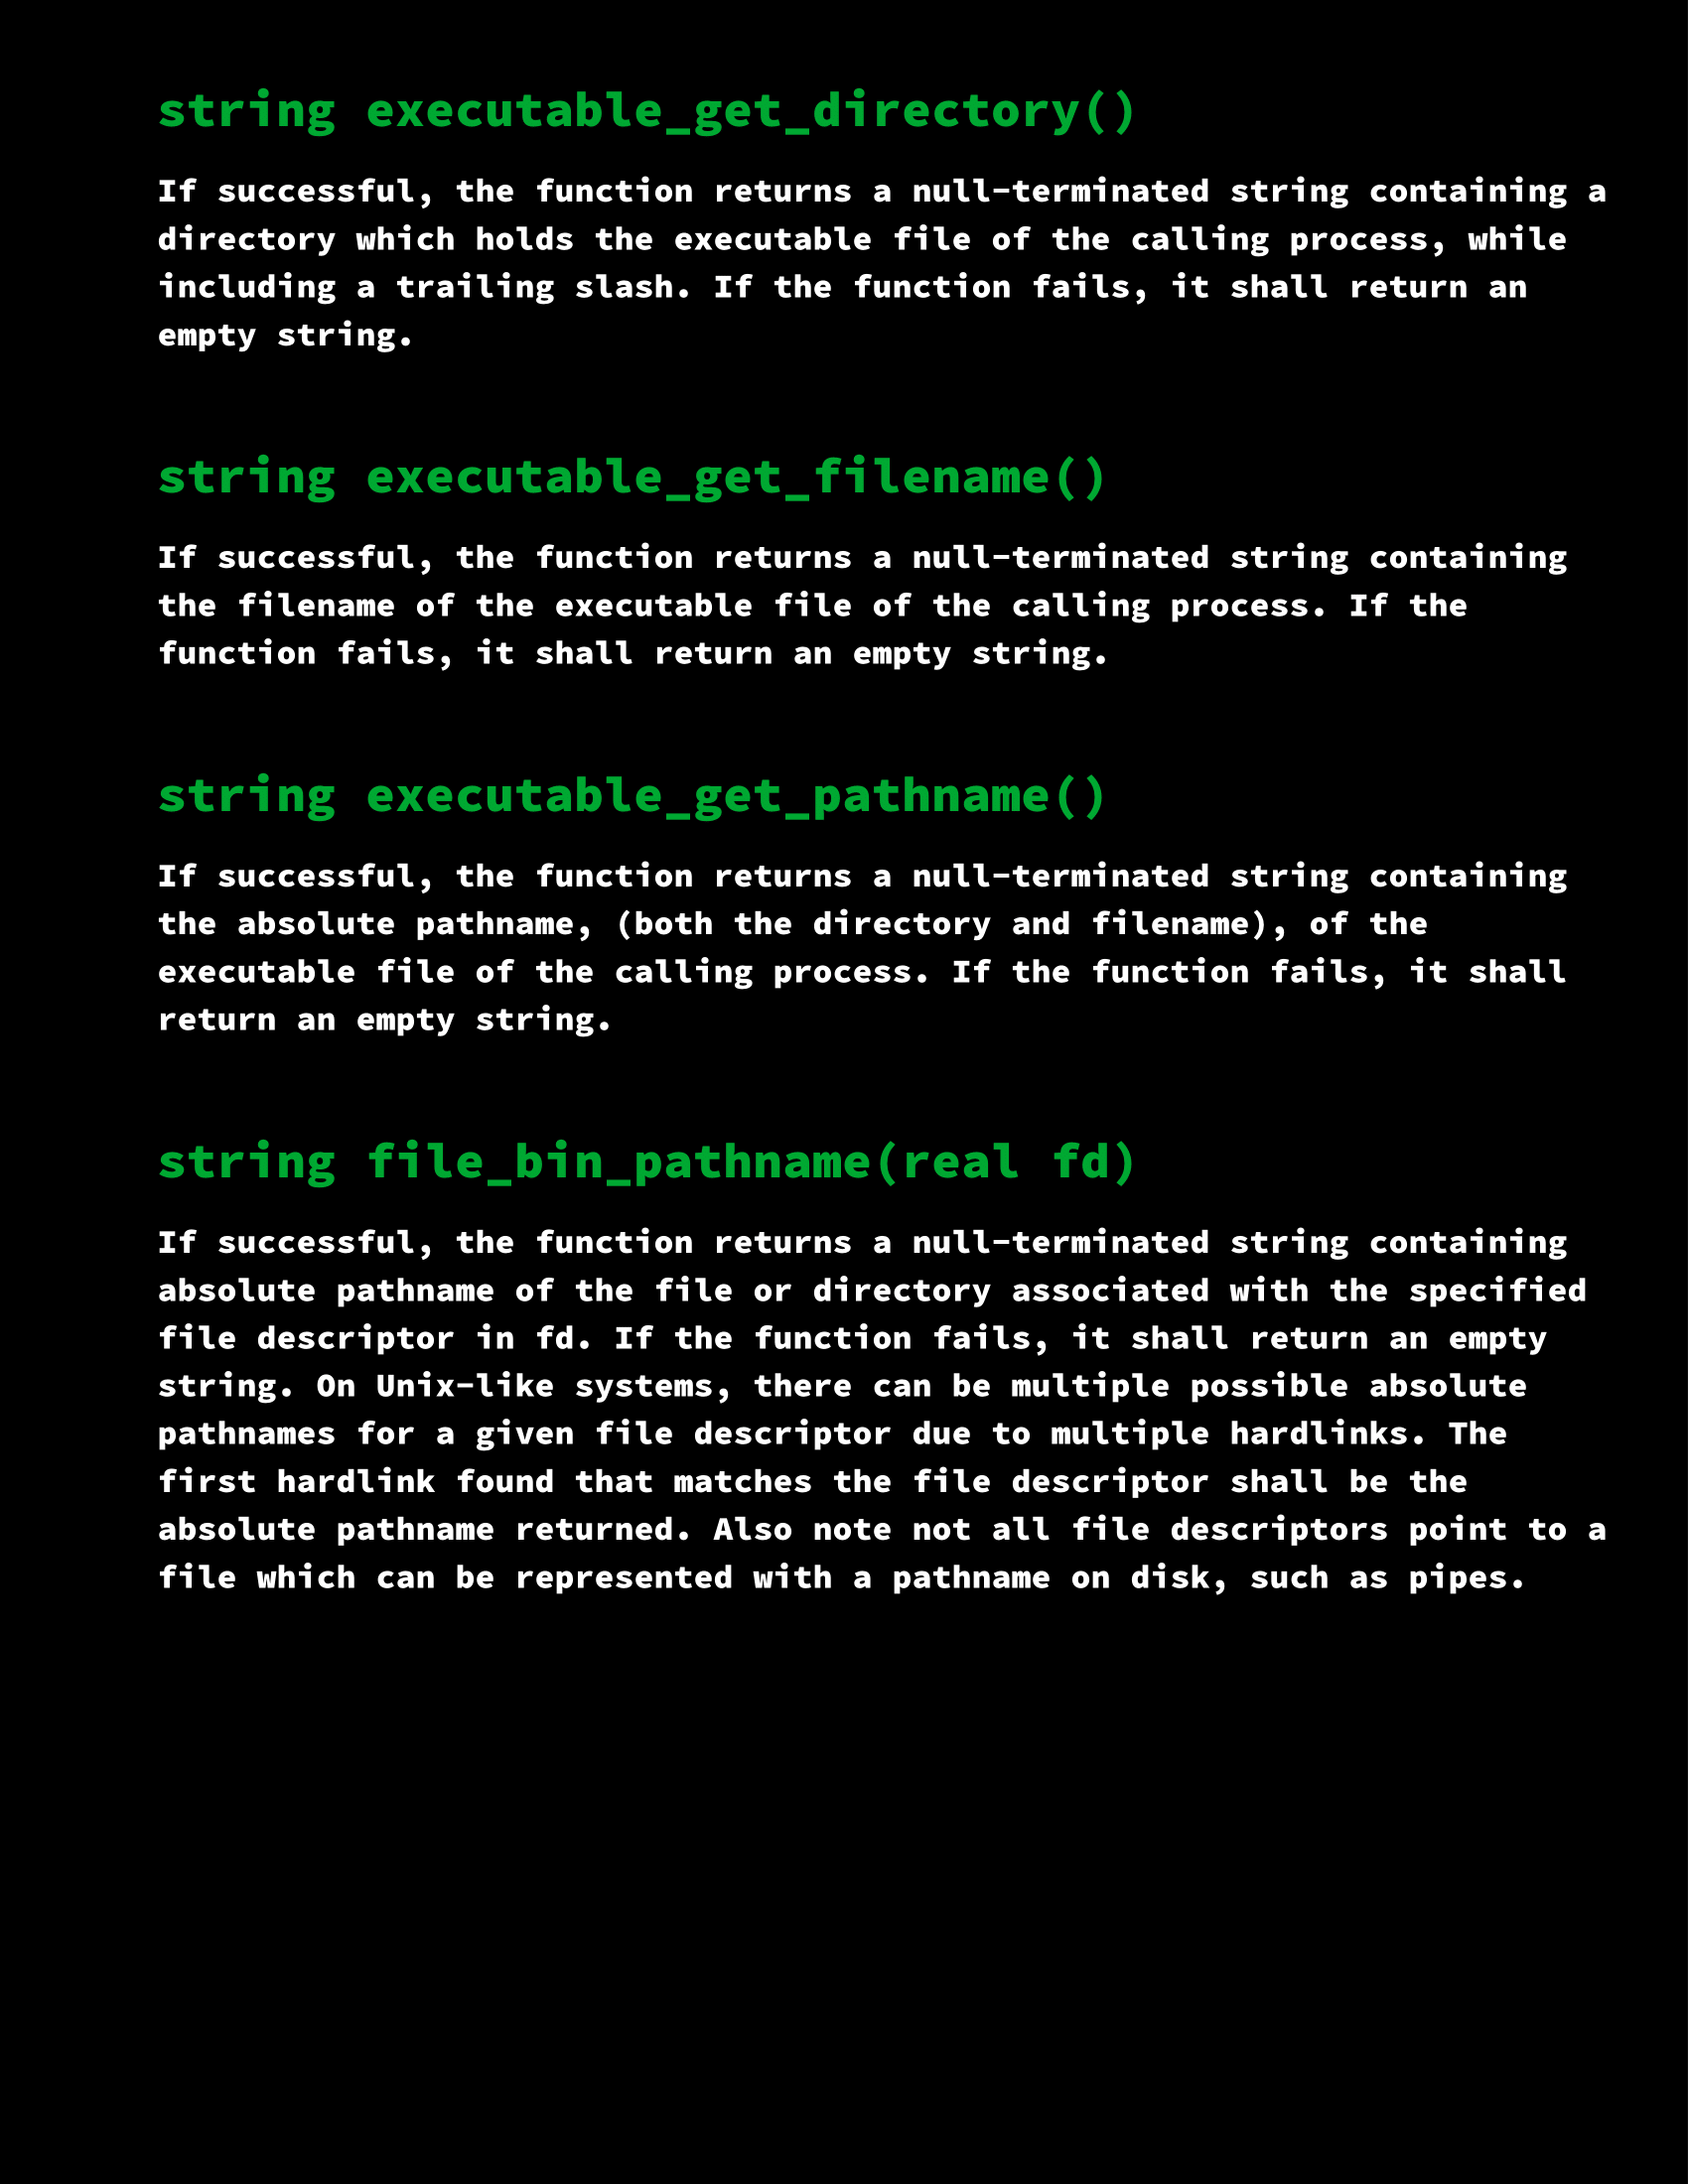 string executable_get_directory()
If successful, the function returns a null-terminated string containing a
directory which holds the executable file of the calling process, while
including a trailing slash. If the function fails, it shall return an
empty string.
string executable_get_filename()
If successful, the function returns a null-terminated string containing
the filename of the executable file of the calling process. If the
function fails, it shall return an empty string.
string executable_get_pathname()
If successful, the function returns a null-terminated string containing
the absolute pathname, (both the directory and filename), of the
executable file of the calling process. If the function fails, it shall
return an empty string.
string file_bin_pathname(real fd)
If successful, the function returns a null-terminated string containing
absolute pathname of the file or directory associated with the specified
file descriptor in fd. If the function fails, it shall return an empty
string. On Unix-like systems, there can be multiple possible absolute
pathnames for a given file descriptor due to multiple hardlinks. The
first hardlink found that matches the file descriptor shall be the
absolute pathname returned. Also note not all file descriptors point to a
file which can be represented with a pathname on disk, such as pipes.